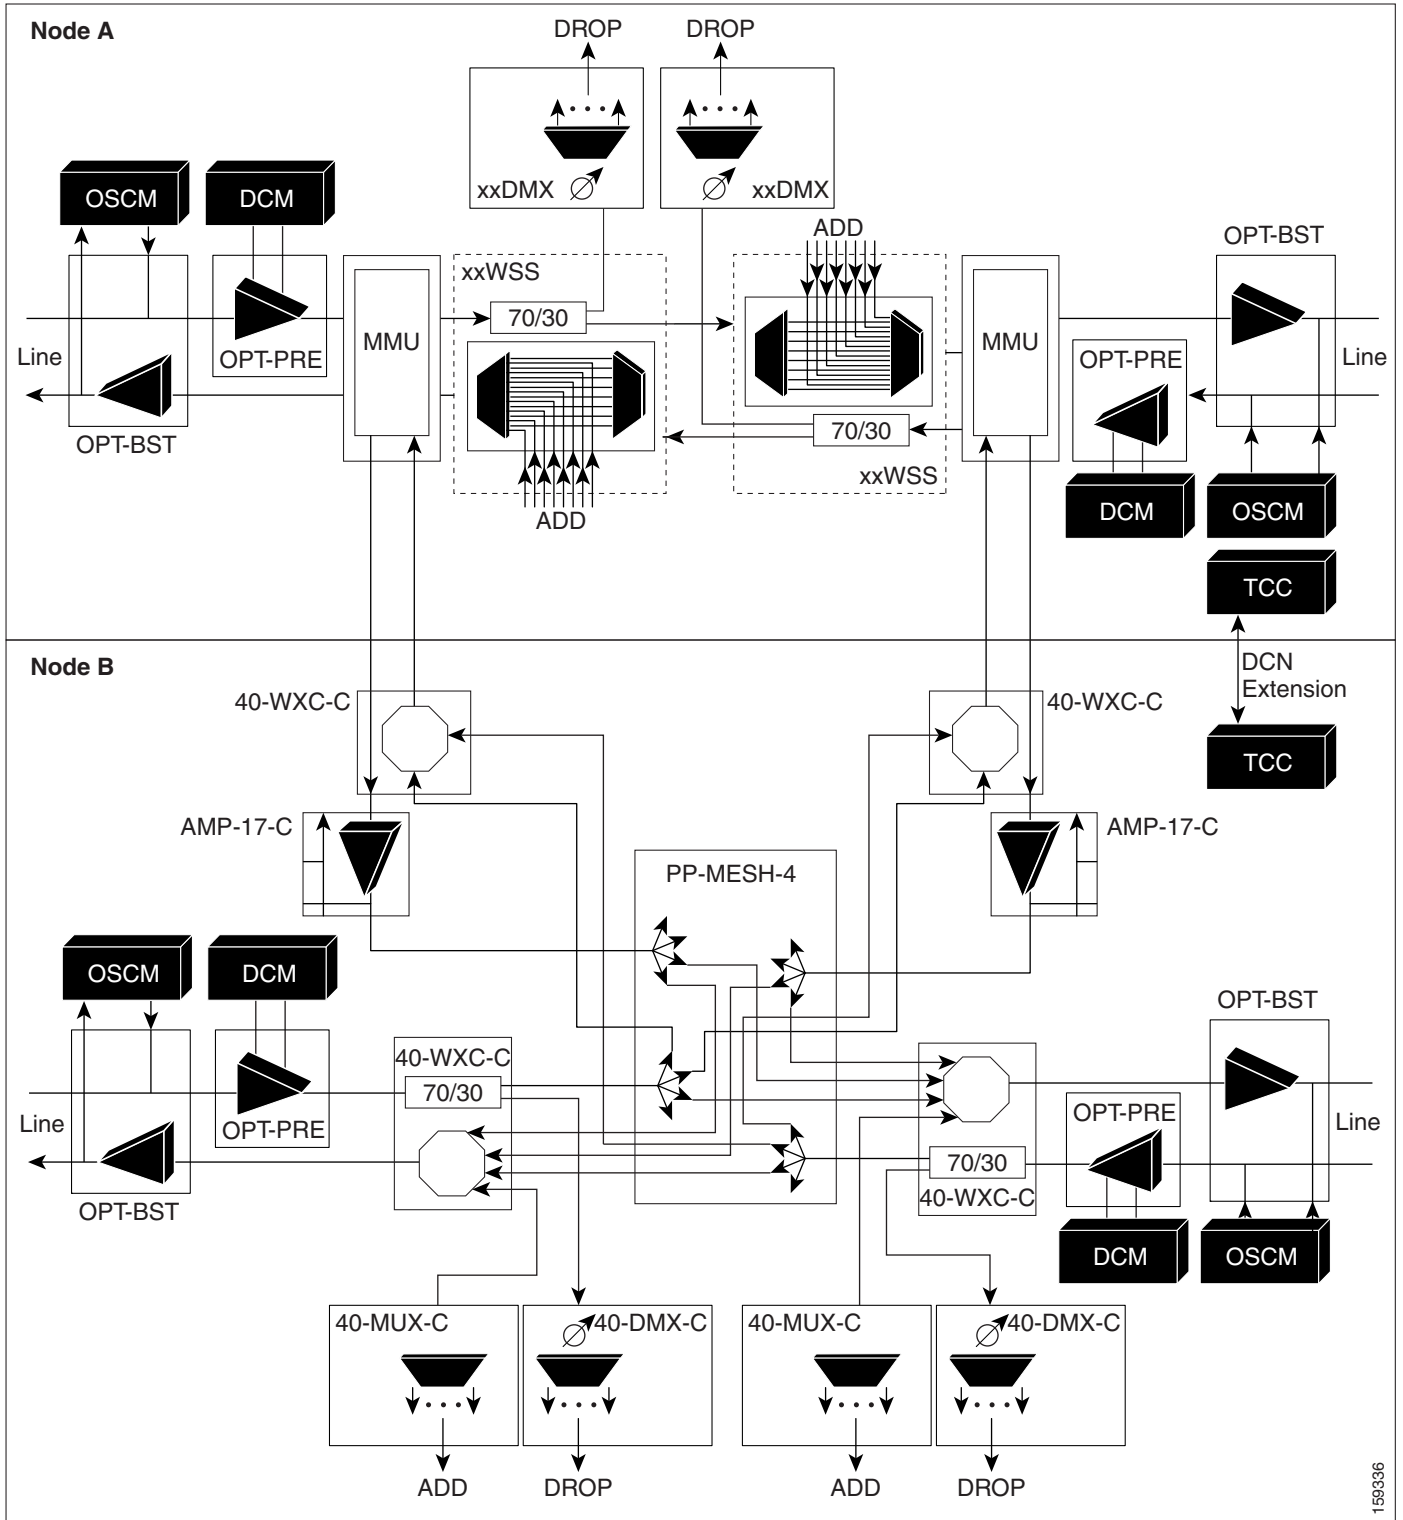 Node A
DROP
DROP
xxDMX
xxDMX
OSCM
DCM
ADD
OPT-BST
xxWSS
70/30
MMU
MMU
Line
OPT-PRE
OPT-PRE
Line
70/30
OPT-BST
xxWSS
ADD
DCM
OSCM
TCC
Node B
DCN
Extension
40-WXC-C
40-WXC-C
TCC
AMP-17-C
AMP-17-C
PP-MESH-4
OSCM
DCM
OPT-BST
40-WXC-C
70/30
OPT-PRE
Line
OPT-PRE
Line
70/30
40-WXC-C
OPT-BST
DCM
OSCM
40-MUX-C
40-DMX-C
40-MUX-C
40-DMX-C
ADD
DROP
ADD
DROP
159336